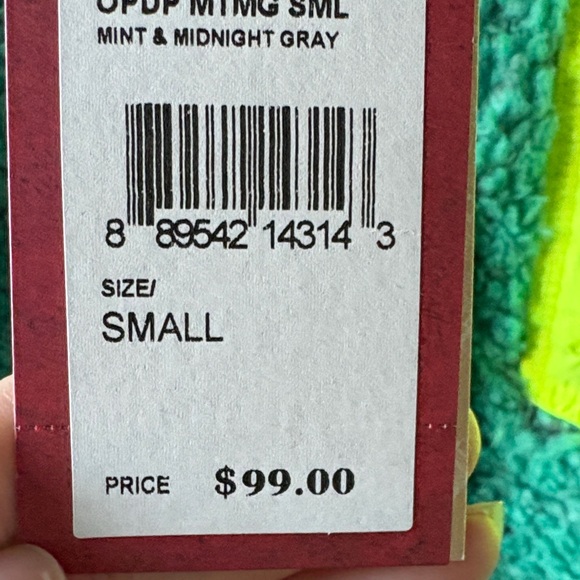 OPDP MTMG SML
MINT & MIDNIGHT GRAY
8 89542 14314 3
SIZE/
SMALL
PRICE $99.00